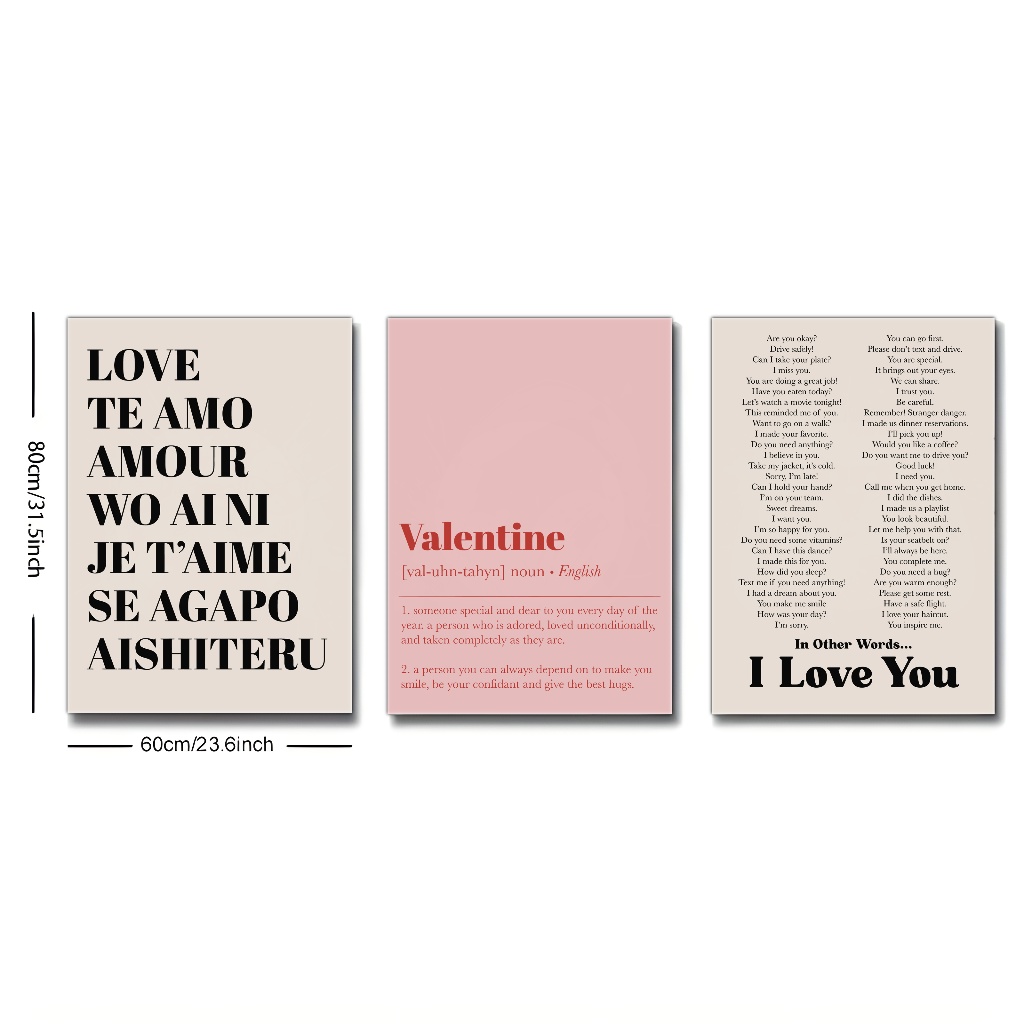 80cm/31.5inch
LOVE
TE AMO
AMOUR
WO AI NI
JE T’AIME
SE AGAPO
AISHITERU
60cm/23.6inch
Valentine
[val-uhn-tahyn] noun • English
1. someone special and dear to you every day of the
year. a person who is adored, loved unconditionally,
and taken completely as they are.
2. a person you can always depend on to make you
smile, be your confidant and give the best hugs.
Are you okay?
Drive safely!
Can I take your plate?
I miss you.
You are doing a great job!
Have you eaten today?
Let's watch a movie tonight!
This reminded me of you.
Want to go on a walk?
I made your favorite.
Do you need anything?
I believe in you.
Take my jacket, it's cold.
Sorry, I'm late!
Can I hold your hand?
I'm on your team.
Sweet dreams.
I want you.
I'm so happy for you.
Do you need some vitamins?
Can I have this dance?
I made this for you.
How did you sleep?
Text me if you need anything!
I had a dream about you.
You make me smile
How was your day?
I'm sorry.
You can go first.
Please don't text and drive.
You are special.
It brings out your eyes.
We can share.
I trust you.
Be careful.
Remember! Stranger danger.
I made us dinner reservations.
I'll pick you up!
Would you like a coffee?
Do you want me to drive you?
Good luck!
I need you.
Call me when you get home.
I did the dishes.
I made us a playlist
You look beautiful.
Let me help you with that.
Is your seatbelt on?
I'll always be here.
You complete me.
Do you need a hug?
Are you warm enough?
Please get some rest.
Have a safe flight.
I love your haircut.
You inspire me.
In Other Words...
I Love You